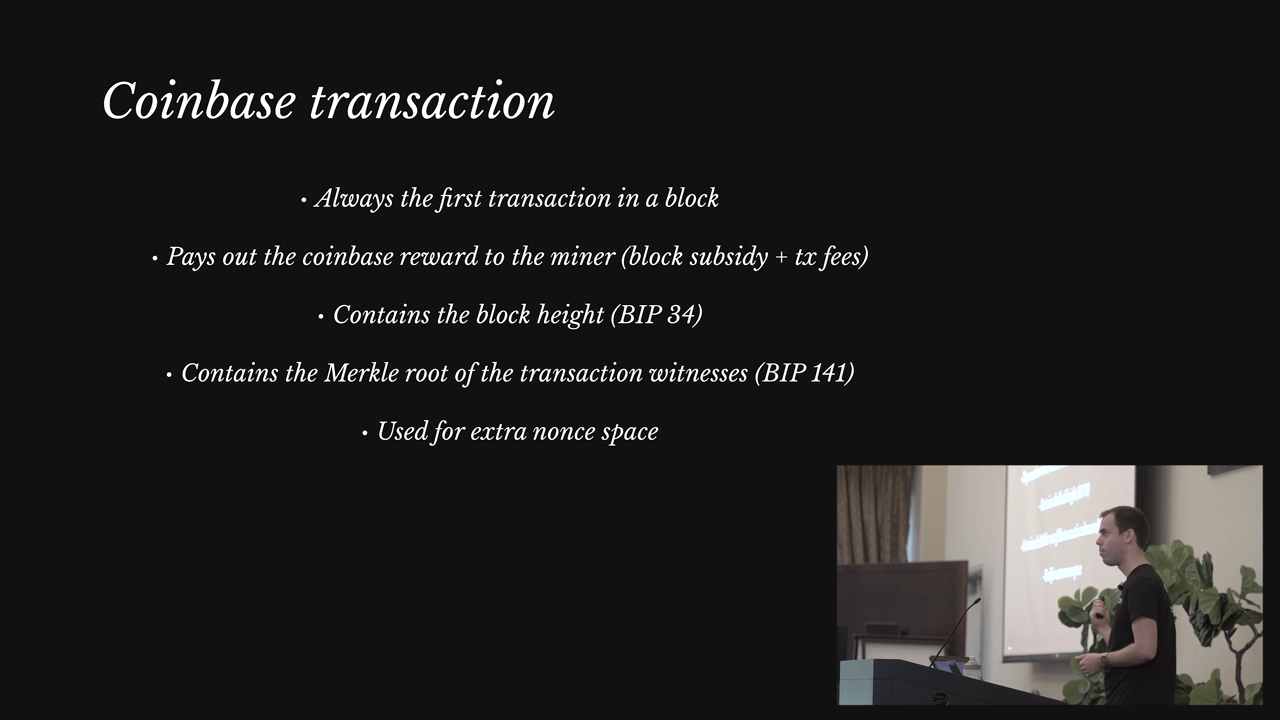 Coinbase transaction
• Always the first transaction in a block
• Pays out the coinbase reward to the miner (block subsidy + tx fees)
• Contains the block height (BIP 34)
• Contains the Merkle root of the transaction witnesses (BIP 141)
• Used for extra nonce space